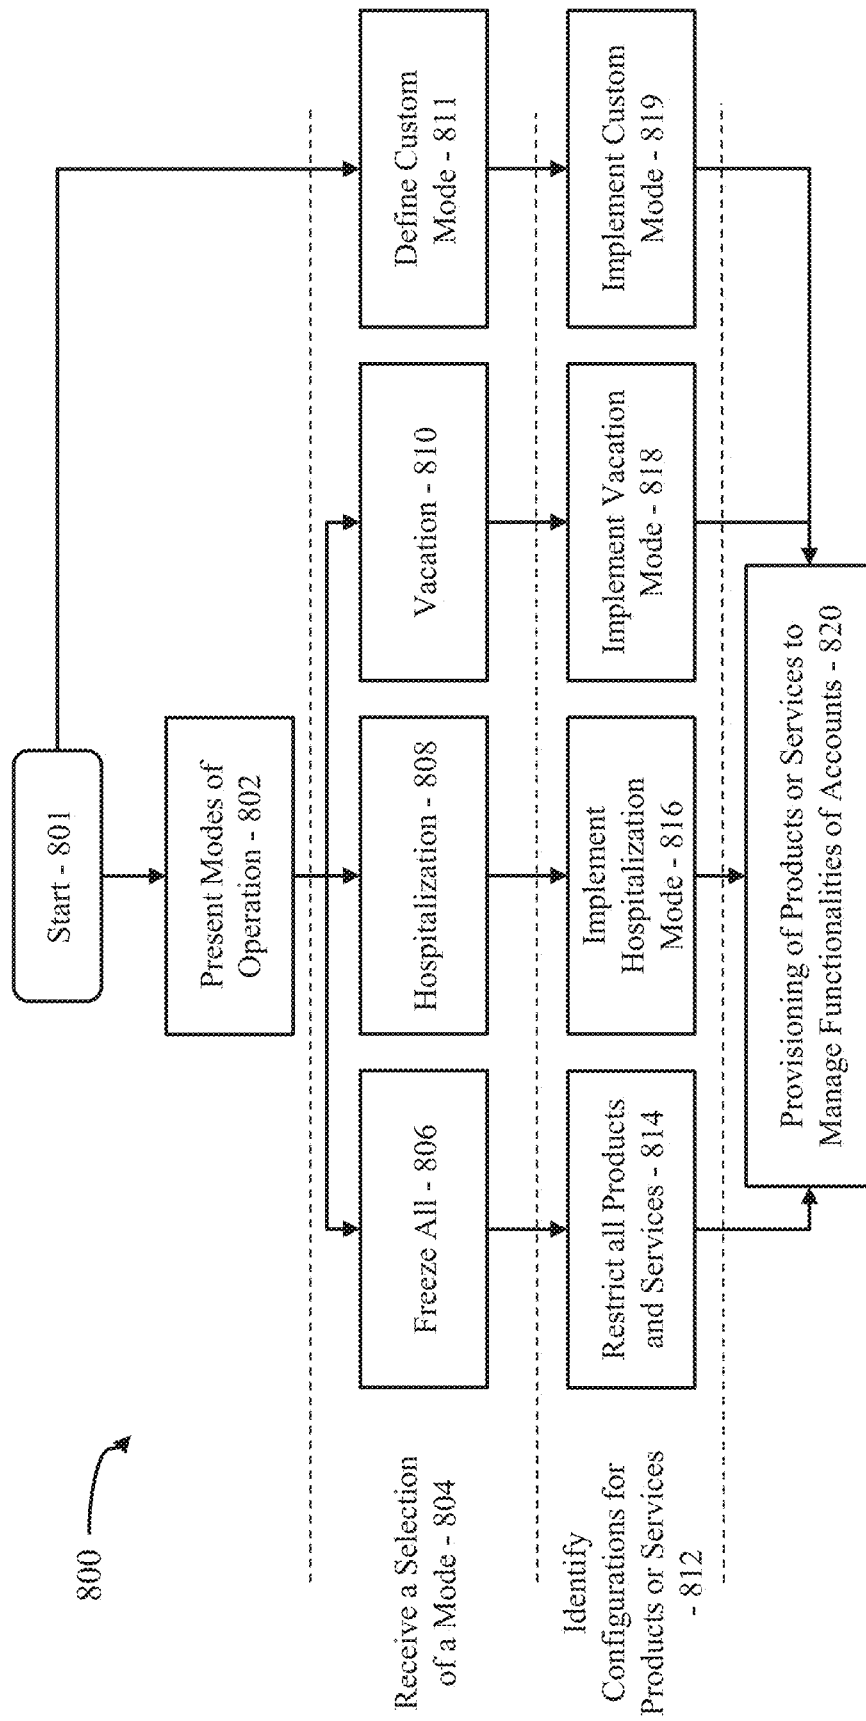 800
Start - 801
Present Modes of
Operation - 802
Receive a Selection
of a Mode - 804
Freeze All - 806
Hospitalization - 808
Vacation - 810
Define Custom
Mode - 811
Identify
Configurations for
Products or Services
- 812
Restrict all Products
and Services - 814
Implement
Hospitalization
Mode - 816
Implement Vacation
Mode - 818
Implement Custom
Mode - 819
Provisioning of Products or Services to
Manage Functionalities of Accounts - 820